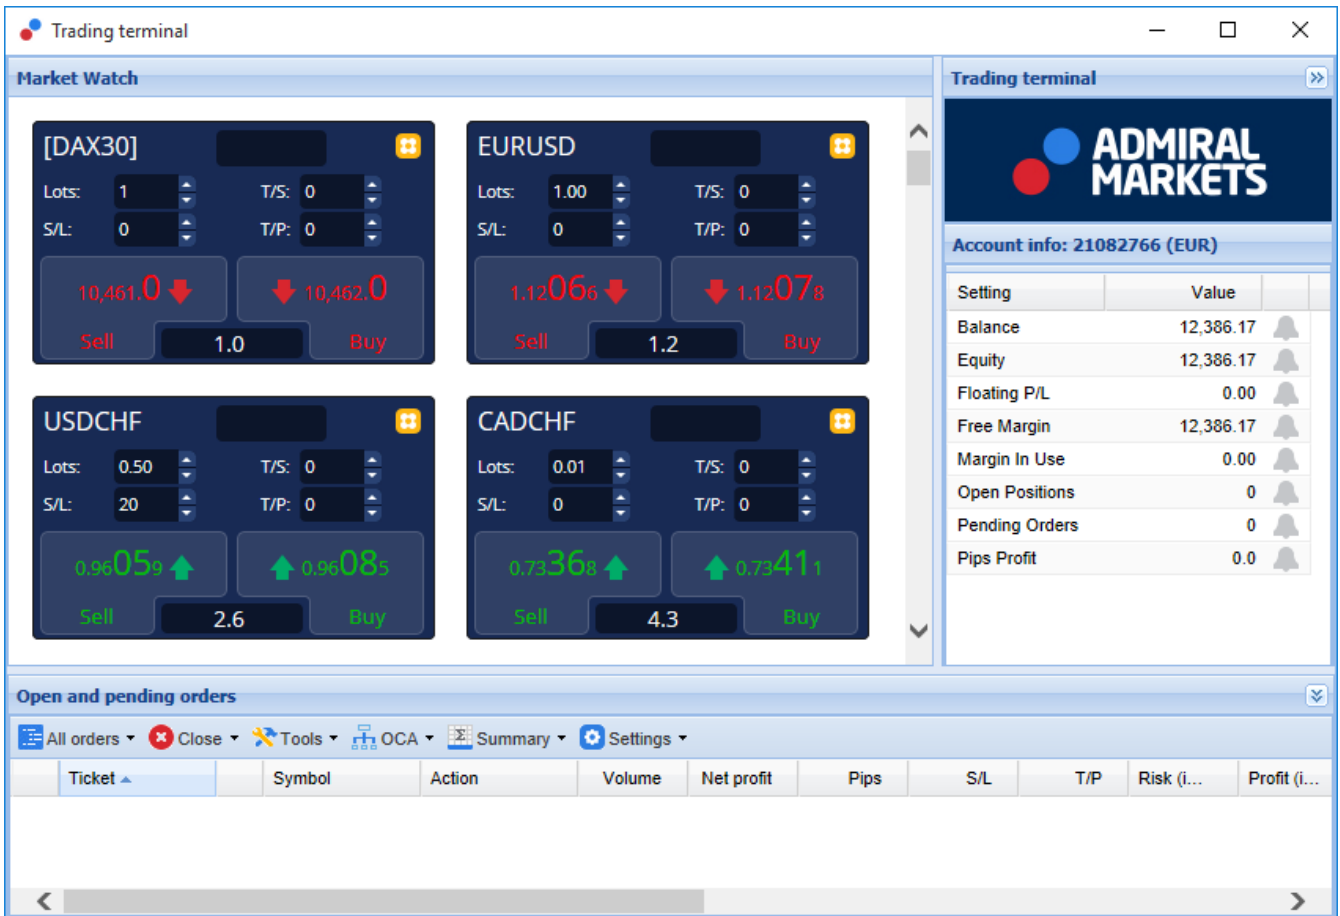 Trading terminal
Market Watch
[DAX30]
Lots: 1 T/S: 0
S/L: 0 T/P: 0
10,461.0 10,462.0
Sell 1.0 Buy
EURUSD
Lots: 1.00 T/S: 0
S/L: 0 T/P: 0
1.12066 1.12078
Sell 1.2 Buy
USDCHF
Lots: 0.50 T/S: 0
S/L: 20 T/P: 0
0.96059 0.96085
Sell 2.6 Buy
CADCHF
Lots: 0.01 T/S: 0
S/L: 0 T/P: 0
0.73368 0.73411
Sell 4.3 Buy
Trading terminal
ADMIRAL
MARKETS
Account info: 21082766 (EUR)
Setting Value
Balance 12,386.17
Equity 12,386.17
Floating P/L 0.00
Free Margin 12,386.17
Margin In Use 0.00
Open Positions 0
Pending Orders 0
Pips Profit 0.0
Open and pending orders
All orders Close Tools OCA Σ Summary Settings
Ticket Symbol Action Volume Net profit Pips S/L T/P Risk (i... Profit (i...